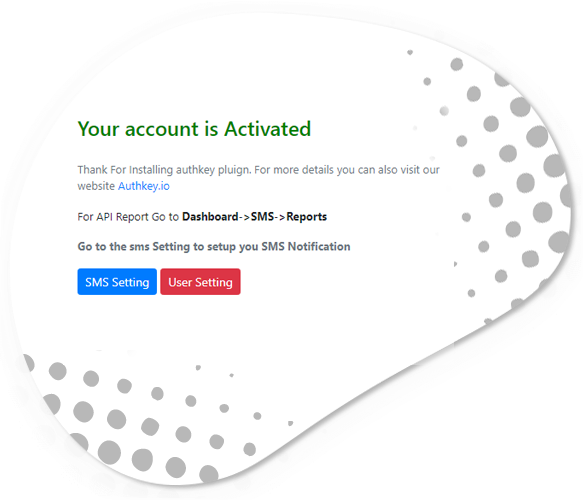 Your account is Activated
Thank For Installing authkey pluign. For more details you can also visit our
website Authkey.io
For API Report Go to Dashboard->SMS->Reports
Go to the sms Setting to setup you SMS Notification
SMS Setting User Setting